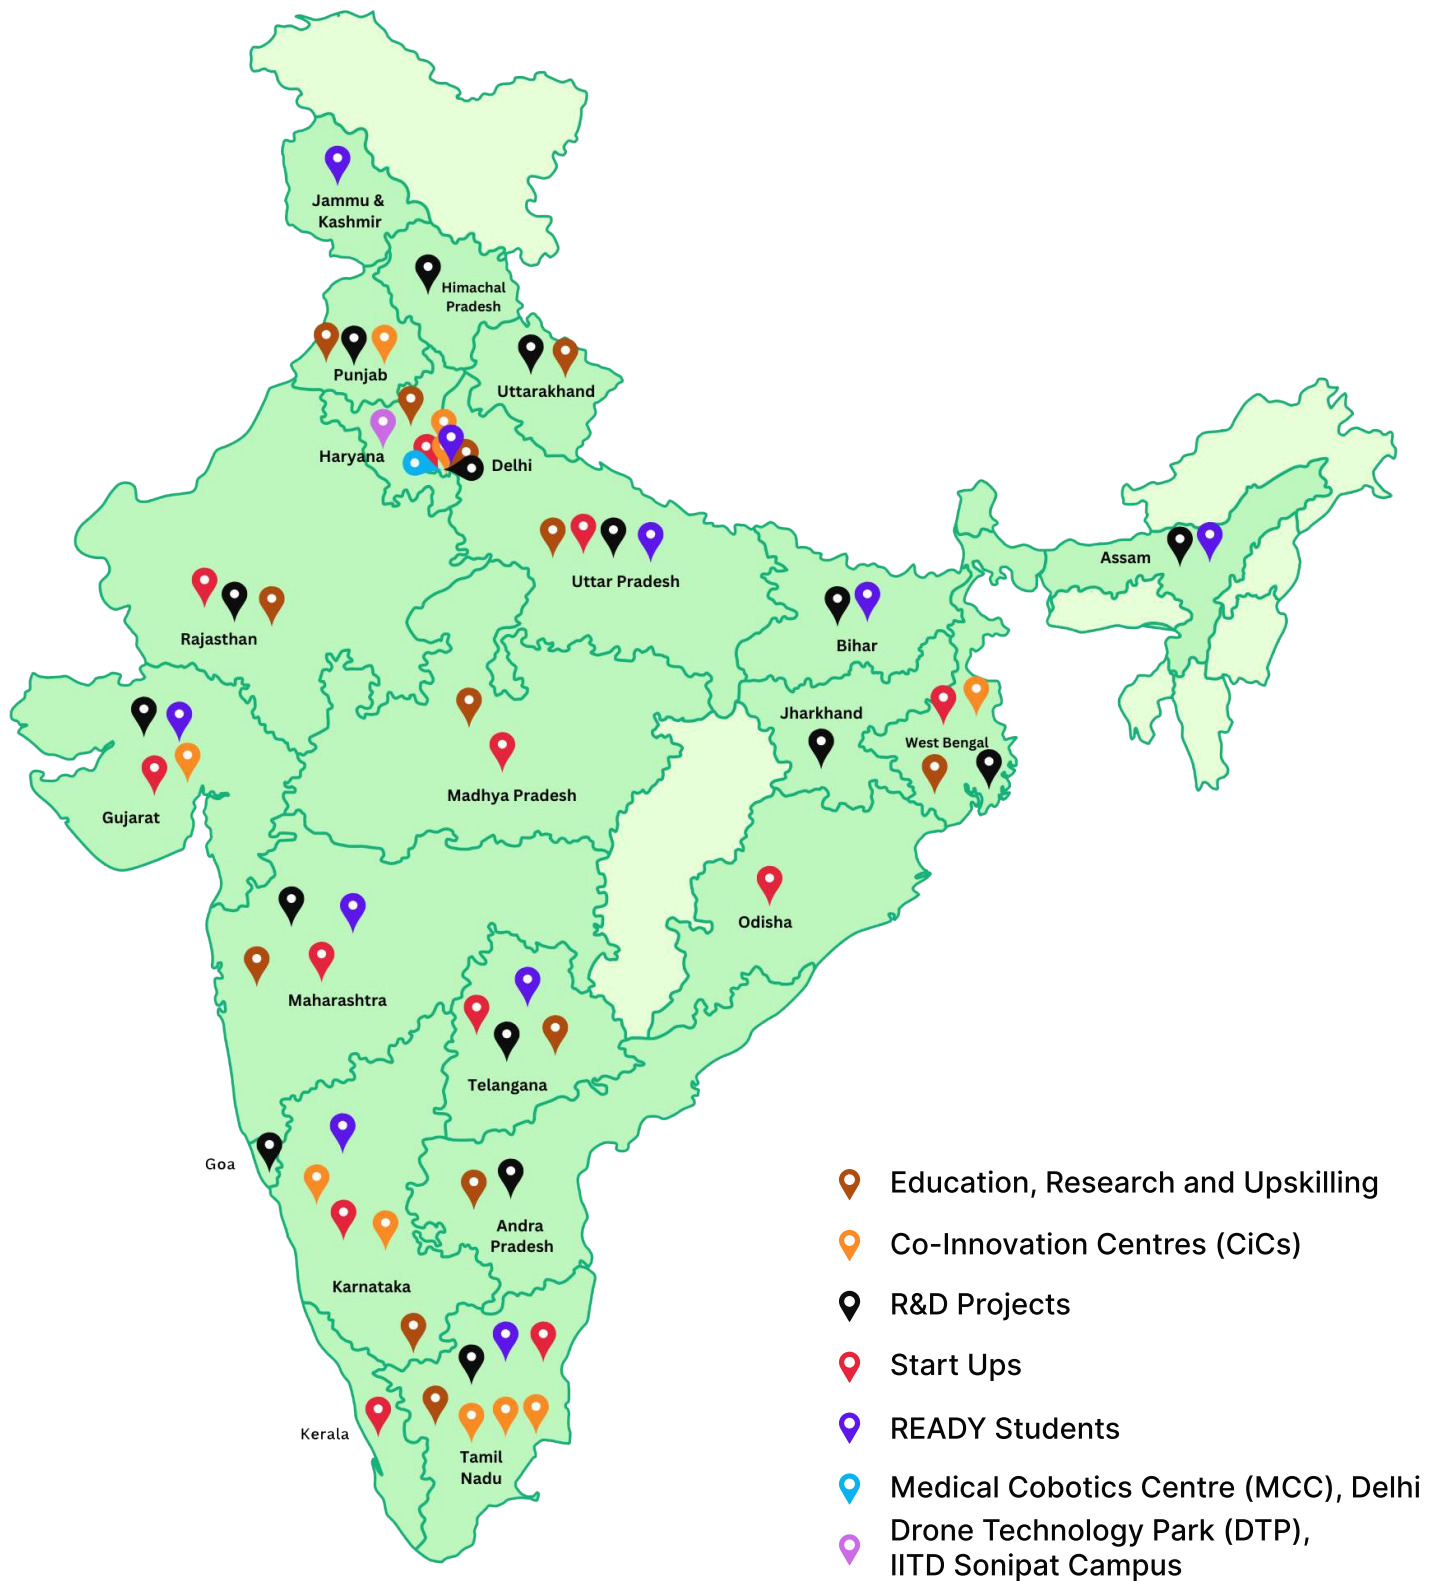 Jammu &
Kashmir
Himachal
Pradesh
Punjab
Uttarakhand
Haryana
Delhi
Uttar Pradesh
Assam
Rajasthan
Bihar
Jharkhand
West Bengal
Madhya Pradesh
Gujarat
Odisha
Maharashtra
Telangana
Goa
Andra
Pradesh
Karnataka
Kerala
Tamil
Nadu
Education, Research and Upskilling
Co-Innovation Centres (CiCs)
R&D Projects
Start Ups
READY Students
Medical Cobotics Centre (MCC), Delhi
Drone Technology Park (DTP),
IITD Sonipat Campus